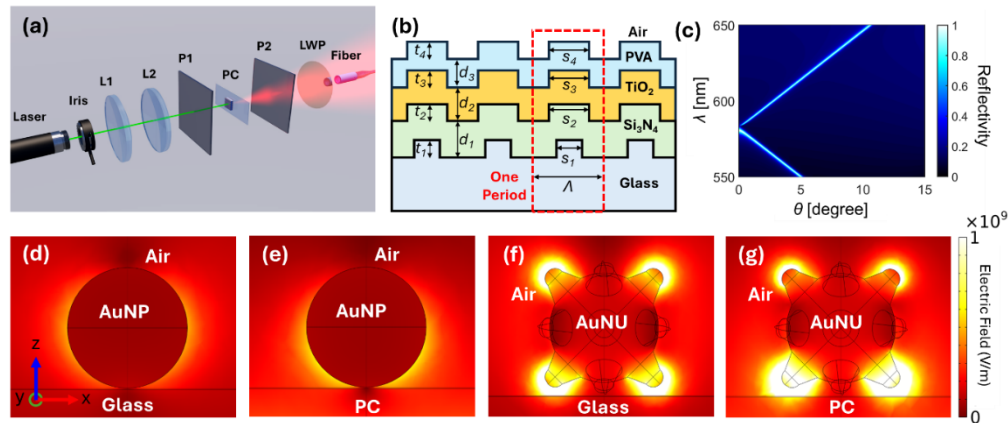 (a)
Laser
Iris
L1
L2
P1
PC
P2
LWP
Fiber
(b)
Air
PVA
TiO₂
Si₃N₄
Glass
t₄
t₃
t₂
t₁
d₃
d₂
d₁
s₄
s₃
s₂
s₁
One
Period
Λ
(c)
λ [nm]
650
600
550
0
5
10
15
θ [degree]
1
0.8
0.6
0.4
0.2
0
Reflectivity
(d)
Air
AuNP
z
y
x
Glass
(e)
Air
AuNP
PC
(f)
Air
AuNU
Glass
(g)
Air
AuNU
PC
×10⁹
1
0
Electric Field (V/m)